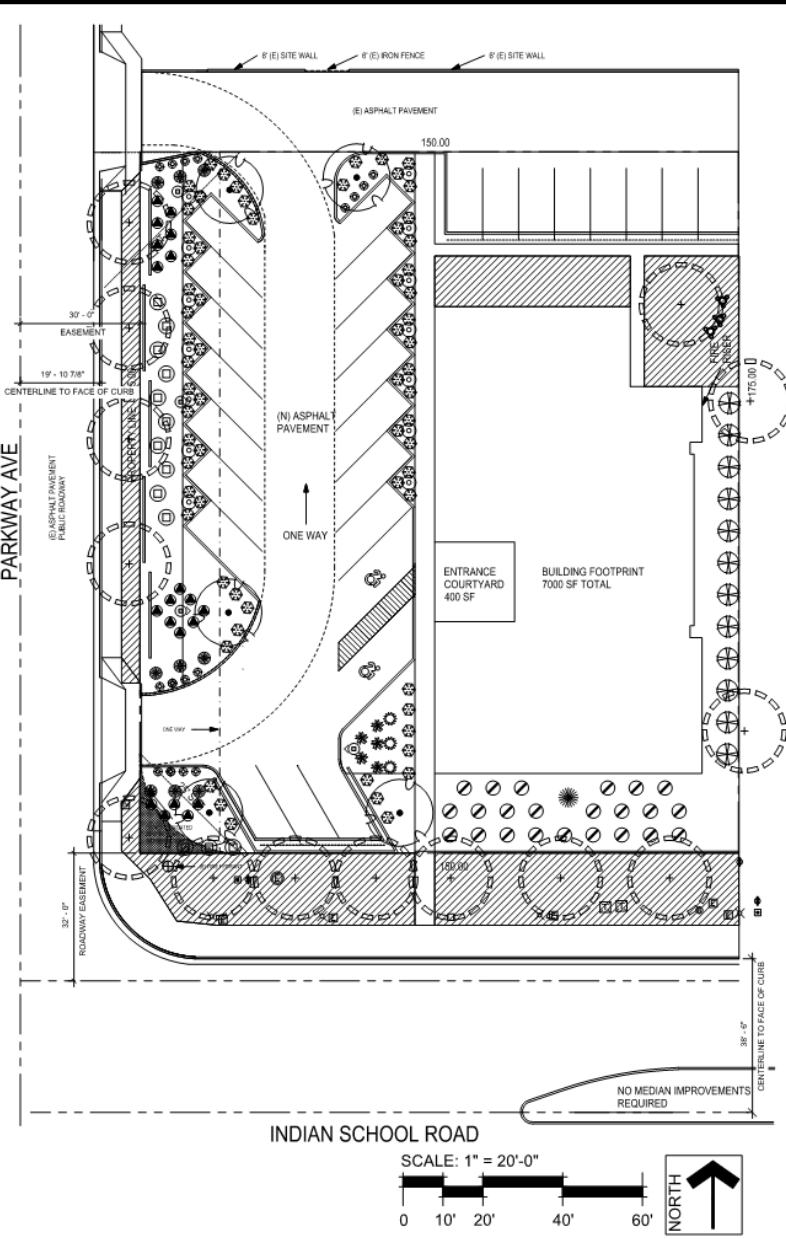 6' (E) SITE WALL
6' (E) IRON FENCE
6' (E) SITE WALL
(E) ASPHALT PAVEMENT
150.00
30' - 0"
EASEMENT
19' - 10 7/8"
CENTERLINE TO FACE OF CURB
PROPERTY LINE
FIRE
RISER
+175.00
(N) ASPHALT
PAVEMENT
PARKWAY AVE
(E) ASPHALT PAVEMENT
PUBLIC ROADWAY
ONE WAY
ENTRANCE
COURTYARD
400 SF
BUILDING FOOTPRINT
7000 SF TOTAL
ONE WAY
150.00
32' - 0"
ROADWAY EASEMENT
38' - 6"
CENTERLINE TO FACE OF CURB
NO MEDIAN IMPROVEMENTS
REQUIRED
INDIAN SCHOOL ROAD
SCALE: 1" = 20'-0"
0 10' 20' 40' 60'
NORTH